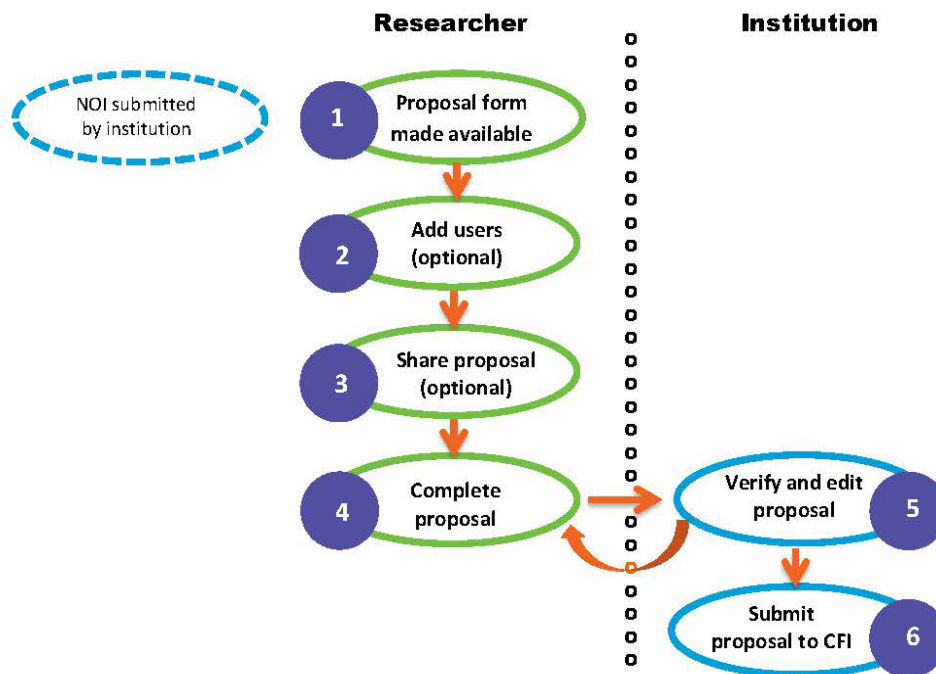 Researcher
Institution
NOI submitted
by institution
1
Proposal form
made available
2
Add users
(optional)
3
Share proposal
(optional)
4
Complete
proposal
Verify and edit
proposal
5
Submit
proposal to CFI
6